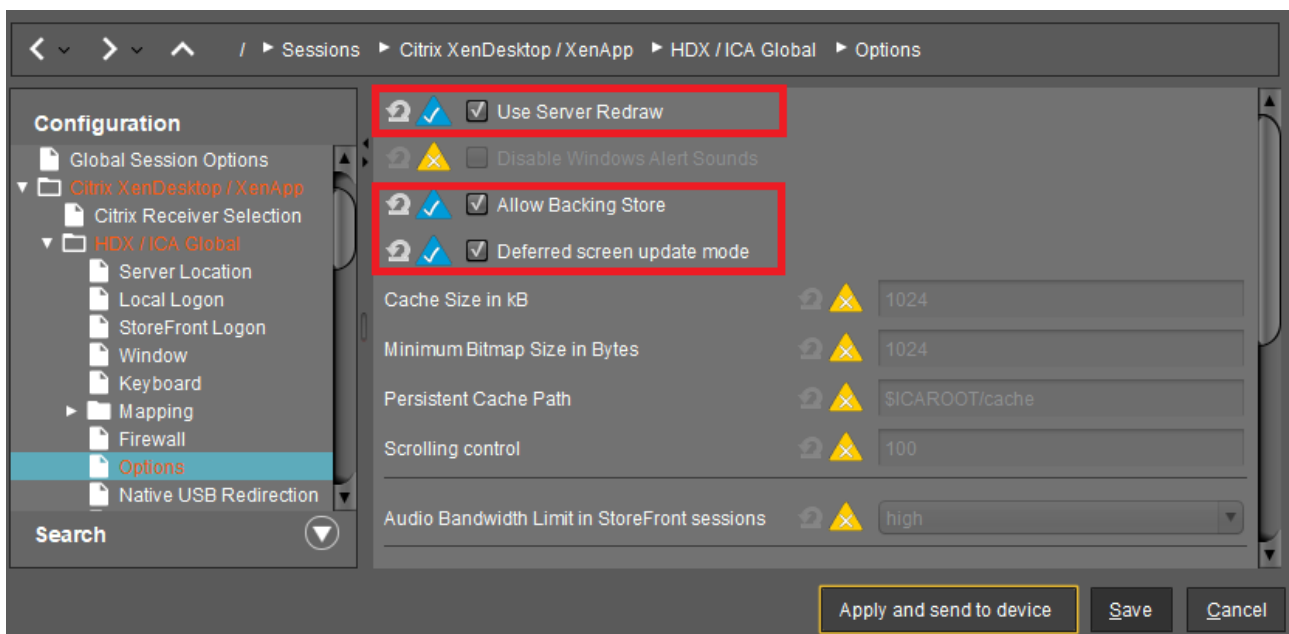 / Sessions Citrix XenDesktop / XenApp HDX / ICA Global Options
Configuration
Global Session Options
Citrix XenDesktop / XenApp
Citrix Receiver Selection
HDX / ICA Global
Server Location
Local Logon
StoreFront Logon
Window
Keyboard
Mapping
Firewall
Options
Native USB Redirection
Search
Use Server Redraw
Disable Windows Alert Sounds
Allow Backing Store
Deferred screen update mode
Cache Size in kB 1024
Minimum Bitmap Size in Bytes 1024
Persistent Cache Path $ICAROOT/cache
Scrolling control 100
Audio Bandwidth Limit in StoreFront sessions high
Apply and send to device Save Cancel